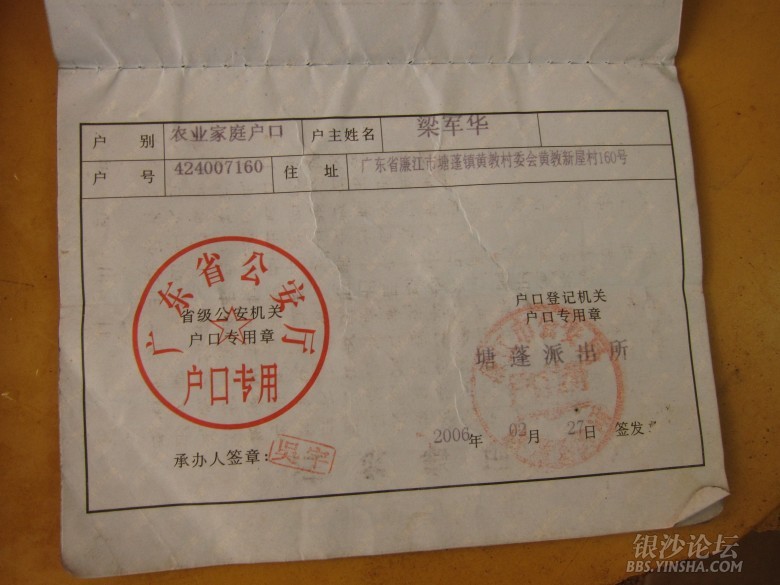 户 别 农业家庭户口 户主姓名 梁军华
户 号 424007160 住 址 广东省廉江市塘蓬镇黄教村委会黄教新屋村160号
广东省公安厅
省级公安机关
户口专用章
户口专用
户口登记机关
户口专用章
塘蓬派出所
2006年 02月 27日 签发
承办人签章：吴宇
银沙论坛
BBS.YINSHA.COM